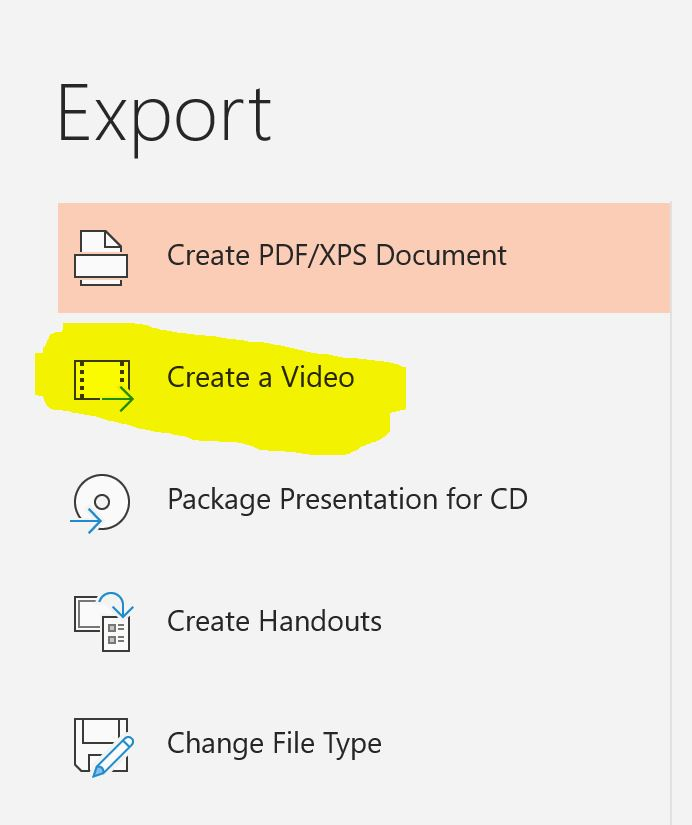 Export
Create PDF/XPS Document
Create a Video
Package Presentation for CD
Create Handouts
Change File Type